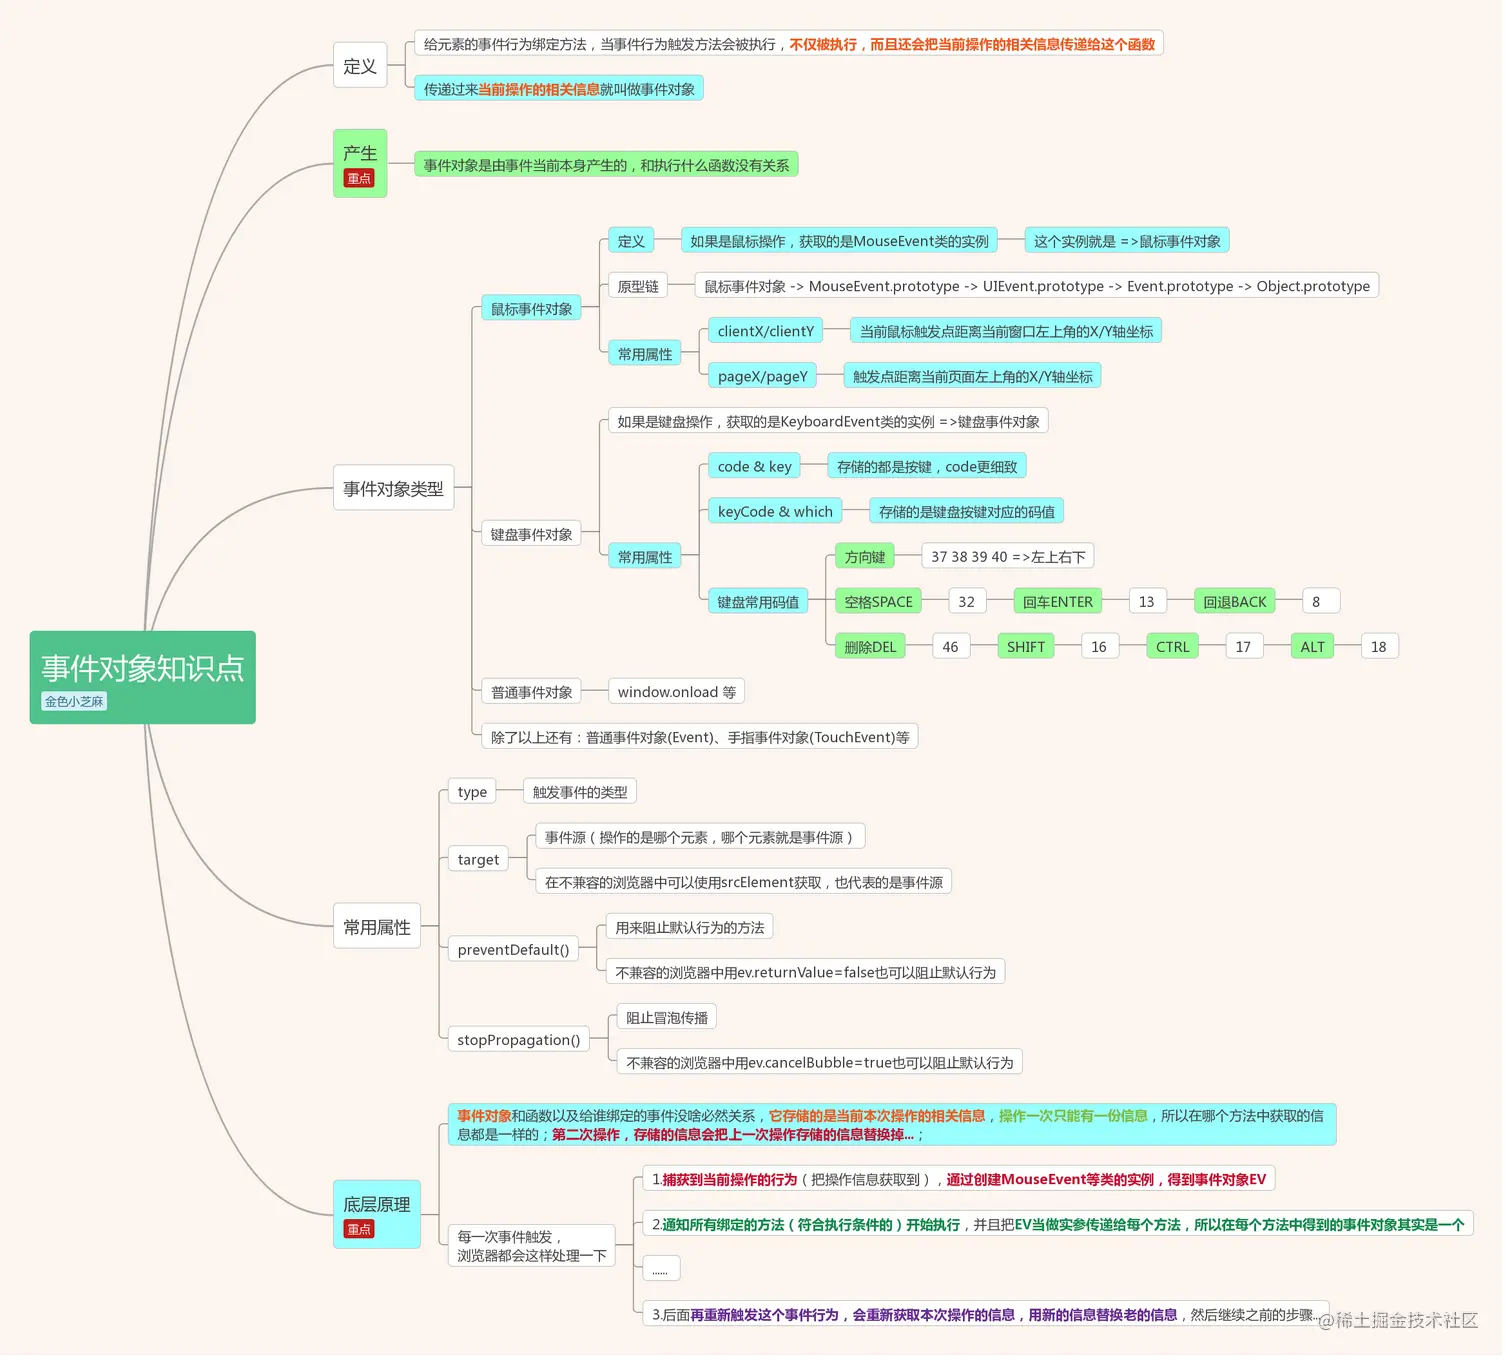 事件对象知识点
金色小芝麻
定义
给元素的事件行为绑定方法，当事件行为触发方法会被执行，不仅被执行，而且还会把当前操作的相关信息传递给这个函数
传递过来当前操作的相关信息就叫做事件对象
产生
重点
事件对象是由事件当前本身产生的，和执行什么函数没有关系
事件对象类型
鼠标事件对象
定义
如果是鼠标操作，获取的是MouseEvent类的实例
这个实例就是 =>鼠标事件对象
原型链
鼠标事件对象 -> MouseEvent.prototype -> UIEvent.prototype -> Event.prototype -> Object.prototype
常用属性
clientX/clientY
当前鼠标触发点距离当前窗口左上角的X/Y轴坐标
pageX/pageY
触发点距离当前页面左上角的X/Y轴坐标
键盘事件对象
如果是键盘操作，获取的是KeyboardEvent类的实例 =>键盘事件对象
常用属性
code & key
存储的都是按键，code更细致
keyCode & which
存储的是键盘按键对应的码值
键盘常用码值
方向键
37 38 39 40 =>左上右下
空格SPACE
32
回车ENTER
13
回退BACK
8
删除DEL
46
SHIFT
16
CTRL
17
ALT
18
普通事件对象
window.onload 等
除了以上还有：普通事件对象(Event)、手指事件对象(TouchEvent)等
常用属性
type
触发事件的类型
target
事件源（操作的是哪个元素，哪个元素就是事件源）
在不兼容的浏览器中可以使用srcElement获取，也代表的是事件源
preventDefault()
用来阻止默认行为的方法
不兼容的浏览器中用ev.returnValue=false也可以阻止默认行为
stopPropagation()
阻止冒泡传播
不兼容的浏览器中用ev.cancelBubble=true也可以阻止默认行为
底层原理
重点
事件对象和函数以及给谁绑定的事件没啥必然关系，它存储的是当前本次操作的相关信息，操作一次只能有一份信息，所以在哪个方法中获取的信
息都是一样的；第二次操作，存储的信息会把上一次操作存储的信息替换掉...；
每一次事件触发，
浏览器都会这样处理一下
1.捕获到当前操作的行为（把操作信息获取到），通过创建MouseEvent等类的实例，得到事件对象EV
2.通知所有绑定的方法（符合执行条件的）开始执行，并且把EV当做实参传递给每个方法，所以在每个方法中得到的事件对象其实是一个
......
3.后面再重新触发这个事件行为，会重新获取本次操作的信息，用新的信息替换老的信息，然后继续之前的步骤...
@稀土掘金技术社区